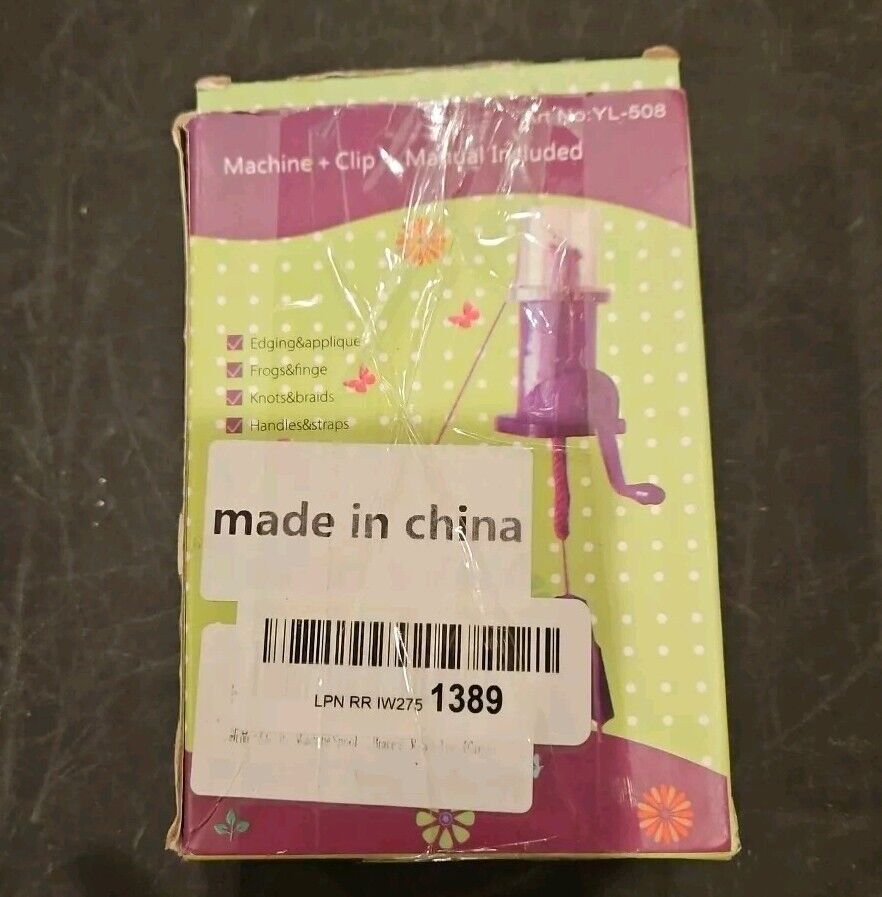 Art No:YL-508
Machine + Clip + Manual Included
Edging&applique
Frogs&finge
Knots&braids
Handles&straps
made in china
LPN RR IW275 1389